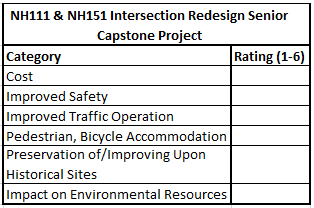 NH111 & NH151 Intersection Redesign Senior
Capstone Project
Category Rating (1-6)
Cost
Improved Safety
Improved Traffic Operation
Pedestrian, Bicycle Accommodation
Preservation of/Improving Upon
Historical Sites
Impact on Environmental Resources